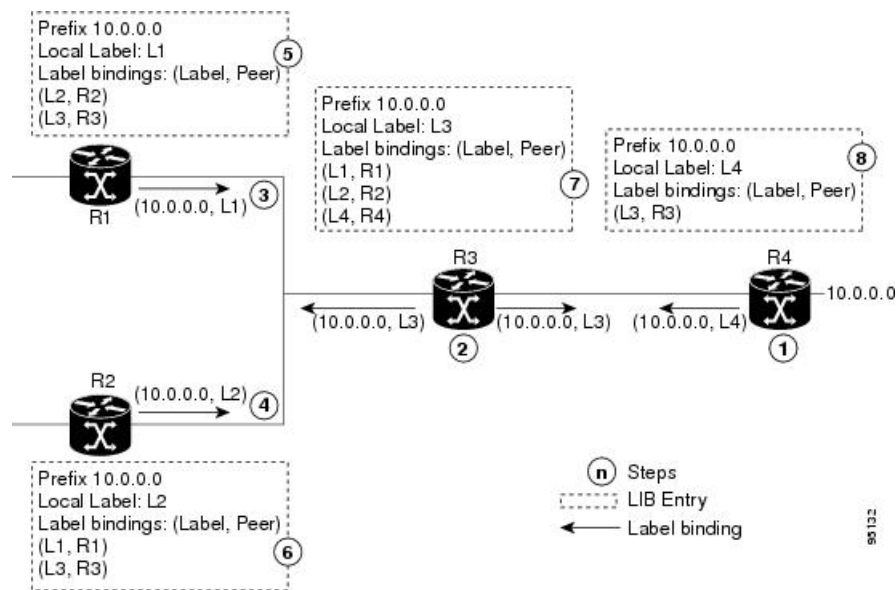 Prefix 10.0.0.0
Local Label: L1
Label bindings: (Label, Peer)
(L2, R2)
(L3, R3)
5
Prefix 10.0.0.0
Local Label: L3
Label bindings: (Label, Peer)
(L1, R1)
(L2, R2)
(L4, R4)
7
Prefix 10.0.0.0
Local Label: L4
Label bindings: (Label, Peer)
(L3, R3)
8
R1
(10.0.0.0, L1)
3
R3
(10.0.0.0, L3)
(10.0.0.0, L3)
2
R4
(10.0.0.0, L4)
1
10.0.0.0
R2
(10.0.0.0, L2)
4
Prefix 10.0.0.0
Local Label: L2
Label bindings: (Label, Peer)
(L1, R1)
(L3, R3)
6
n Steps
LIB Entry
Label binding
95132